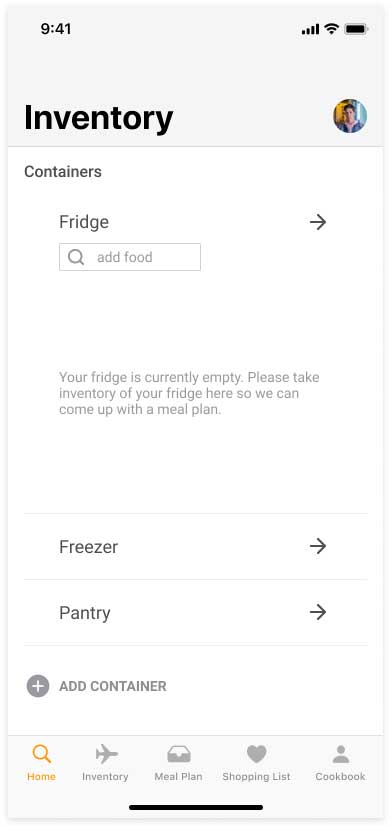 9:41
Inventory
Containers
Fridge
add food
Your fridge is currently empty. Please take
inventory of your fridge here so we can
come up with a meal plan.
Freezer
Pantry
ADD CONTAINER
Home
Inventory
Meal Plan
Shopping List
Cookbook